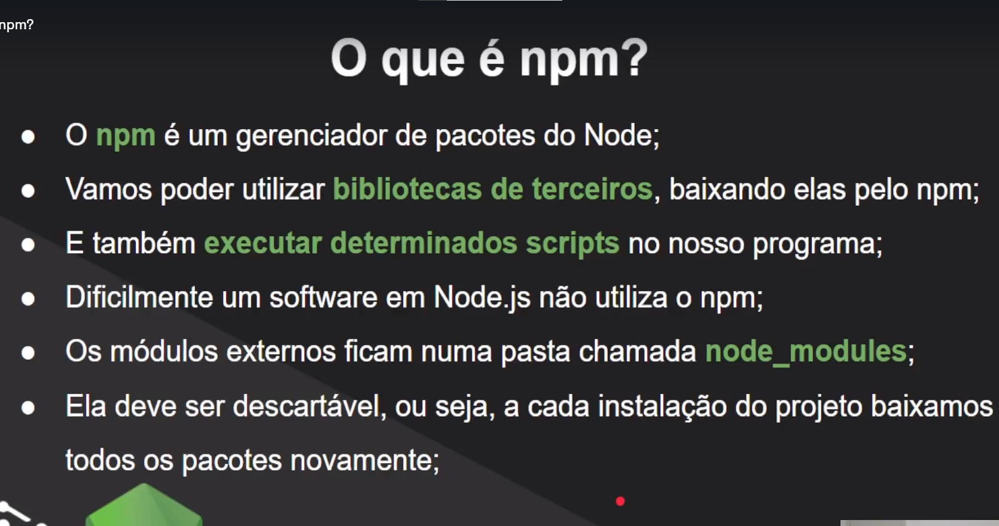 npm?
O que é npm?
● O npm é um gerenciador de pacotes do Node;
● Vamos poder utilizar bibliotecas de terceiros, baixando elas pelo npm;
● E também executar determinados scripts no nosso programa;
● Dificilmente um software em Node.js não utiliza o npm;
● Os módulos externos ficam numa pasta chamada node_modules;
● Ela deve ser descartável, ou seja, a cada instalação do projeto baixamos
todos os pacotes novamente;